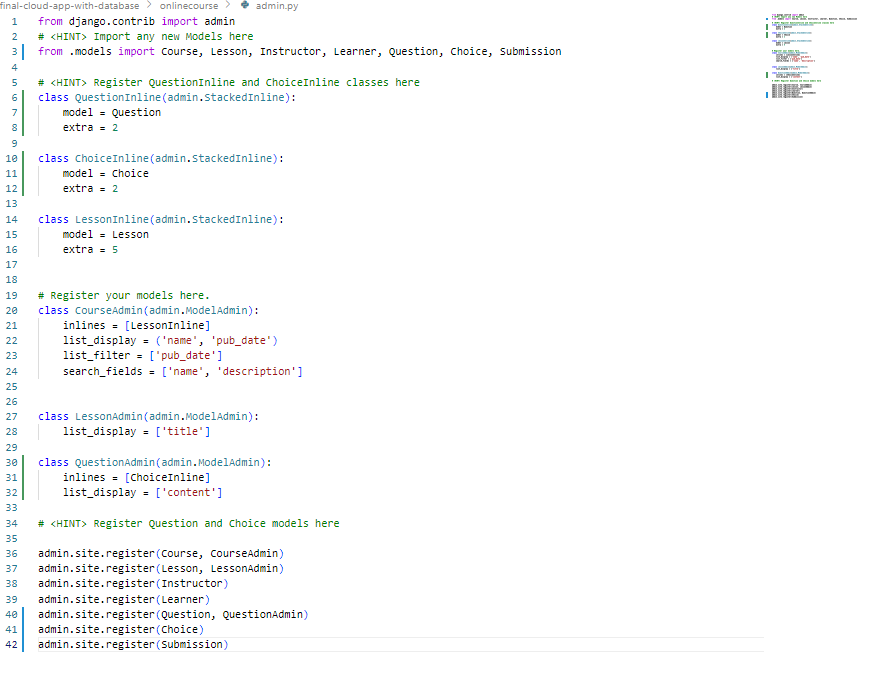 final-cloud-app-with-database > onlinecourse > admin.py
1 from django.contrib import admin
2 # <HINT> Import any new Models here
3 from .models import Course, Lesson, Instructor, Learner, Question, Choice, Submission
4
5 # <HINT> Register QuestionInline and ChoiceInline classes here
6 class QuestionInline(admin.StackedInline):
7     model = Question
8     extra = 2
9
10 class ChoiceInline(admin.StackedInline):
11     model = Choice
12     extra = 2
13
14 class LessonInline(admin.StackedInline):
15     model = Lesson
16     extra = 5
17
18
19 # Register your models here.
20 class CourseAdmin(admin.ModelAdmin):
21     inlines = [LessonInline]
22     list_display = ('name', 'pub_date')
23     list_filter = ['pub_date']
24     search_fields = ['name', 'description']
25
26
27 class LessonAdmin(admin.ModelAdmin):
28     list_display = ['title']
29
30 class QuestionAdmin(admin.ModelAdmin):
31     inlines = [ChoiceInline]
32     list_display = ['content']
33
34 # <HINT> Register Question and Choice models here
35
36 admin.site.register(Course, CourseAdmin)
37 admin.site.register(Lesson, LessonAdmin)
38 admin.site.register(Instructor)
39 admin.site.register(Learner)
40 admin.site.register(Question, QuestionAdmin)
41 admin.site.register(Choice)
42 admin.site.register(Submission)